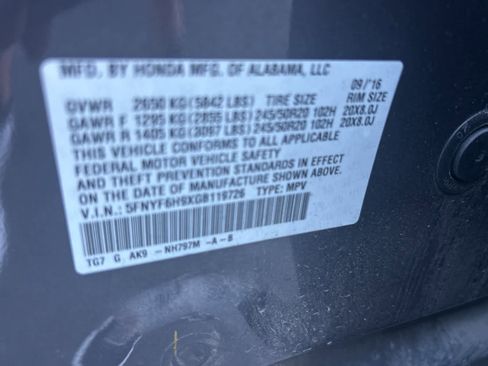 MFD. BY HONDA MFG. OF ALABAMA, LLC 09/'16
GVWR 2650 KG (5842 LBS) TIRE SIZE RIM SIZE
GAWR F 1295 KG (2855 LBS) 245/50R20 102H 20X8.0J
GAWR R 1405 KG (3097 LBS) 245/50R20 102H 20X8.0J
THIS VEHICLE CONFORMS TO ALL APPLICABLE
FEDERAL MOTOR VEHICLE SAFETY
STANDARDS IN EFFECT ON THE DATE
OF MANUFACTURE SHOWN ABOVE.
V.I.N.: 5FNYF6H9XGB119726 TYPE: MPV
TG7 G AK9 -NH797M -A-B